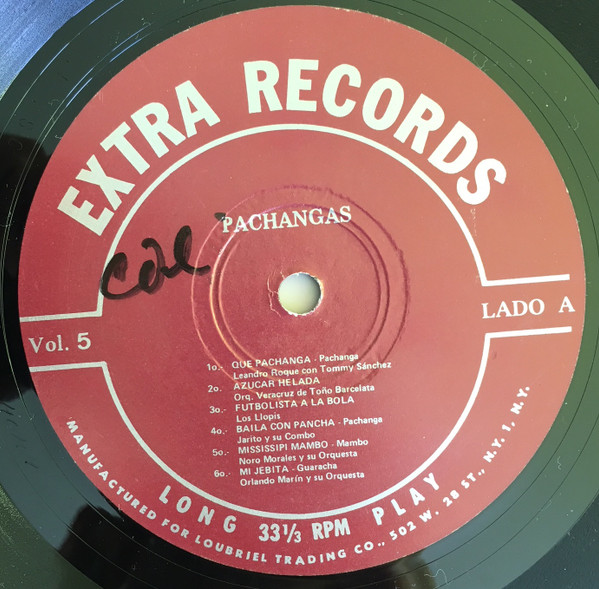 EXTRA RECORDS
PACHANGAS
Vol. 5
LADO A
1o.- QUE PACHANGA - Pachanga
Leandro Roque con Tommy Sánchez
2o.- AZUCAR HELADA
Orq. Veracruz de Toño Barcelata
3o.- FUTBOLISTA A LA BOLA
Los Llopis
4o.- BAILA CON PANCHA - Pachanga
Jarito y su Combo
5o.- MISSISSIPI MAMBO - Mambo
Noro Morales y su Orquesta
6o.- MI JEBITA - Guaracha
Orlando Marín y su Orquesta
LONG 33⅓ RPM PLAY
MANUFACTURED FOR LOUBRIEL TRADING CO., 502 W. 28 ST., N.Y. 1, N.Y.